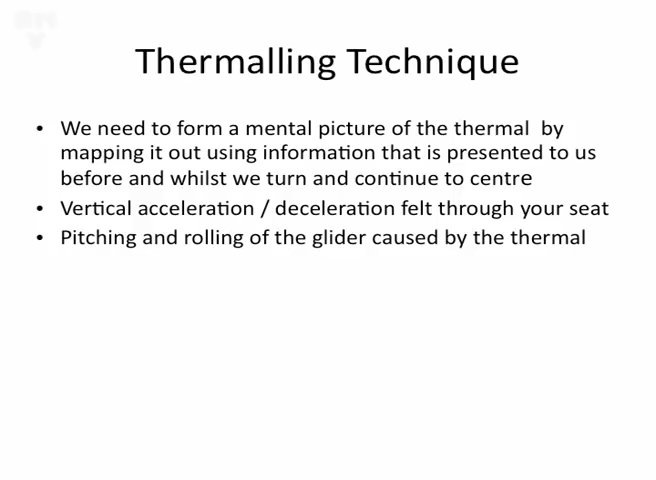 Thermalling Technique
• We need to form a mental picture of the thermal by
mapping it out using information that is presented to us
before and whilst we turn and continue to centre
• Vertical acceleration / deceleration felt through your seat
• Pitching and rolling of the glider caused by the thermal